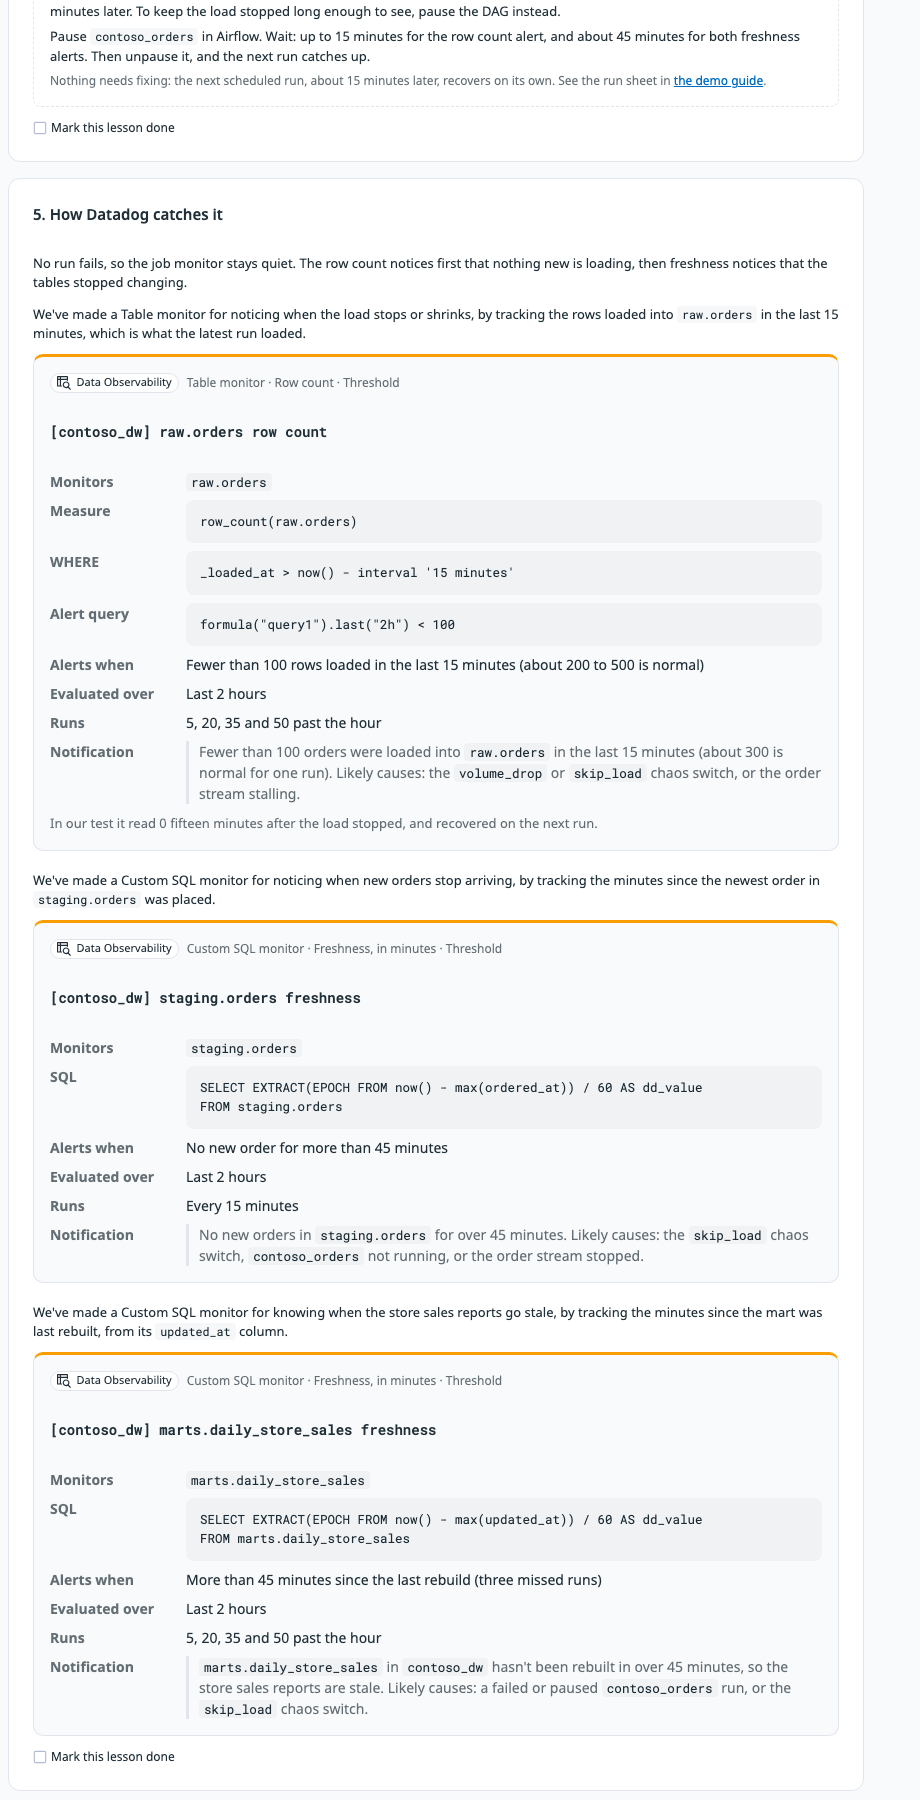 minutes later. To keep the load stopped long enough to see, pause the DAG instead.
Pause contoso_orders in Airflow. Wait: up to 15 minutes for the row count alert, and about 45 minutes for both freshness
alerts. Then unpause it, and the next run catches up.
Nothing needs fixing: the next scheduled run, about 15 minutes later, recovers on its own. See the run sheet in the demo guide.
Mark this lesson done
5. How Datadog catches it
No run fails, so the job monitor stays quiet. The row count notices first that nothing new is loading, then freshness notices that the
tables stopped changing.
We've made a Table monitor for noticing when the load stops or shrinks, by tracking the rows loaded into raw.orders in the last 15
minutes, which is what the latest run loaded.
Data Observability Table monitor · Row count · Threshold
[contoso_dw] raw.orders row count
Monitors raw.orders
Measure row_count(raw.orders)
WHERE _loaded_at > now() - interval '15 minutes'
Alert query formula("query1").last("2h") < 100
Alerts when Fewer than 100 rows loaded in the last 15 minutes (about 200 to 500 is normal)
Evaluated over Last 2 hours
Runs 5, 20, 35 and 50 past the hour
Notification Fewer than 100 orders were loaded into raw.orders in the last 15 minutes (about 300 is
normal for one run). Likely causes: the volume_drop or skip_load chaos switch, or the order
stream stalling.
In our test it read 0 fifteen minutes after the load stopped, and recovered on the next run.
We've made a Custom SQL monitor for noticing when new orders stop arriving, by tracking the minutes since the newest order in
staging.orders was placed.
Data Observability Custom SQL monitor · Freshness, in minutes · Threshold
[contoso_dw] staging.orders freshness
Monitors staging.orders
SQL SELECT EXTRACT(EPOCH FROM now() - max(ordered_at)) / 60 AS dd_value
FROM staging.orders
Alerts when No new order for more than 45 minutes
Evaluated over Last 2 hours
Runs Every 15 minutes
Notification No new orders in staging.orders for over 45 minutes. Likely causes: the skip_load chaos
switch, contoso_orders not running, or the order stream stopped.
We've made a Custom SQL monitor for knowing when the store sales reports go stale, by tracking the minutes since the mart was
last rebuilt, from its updated_at column.
Data Observability Custom SQL monitor · Freshness, in minutes · Threshold
[contoso_dw] marts.daily_store_sales freshness
Monitors marts.daily_store_sales
SQL SELECT EXTRACT(EPOCH FROM now() - max(updated_at)) / 60 AS dd_value
FROM marts.daily_store_sales
Alerts when More than 45 minutes since the last rebuild (three missed runs)
Evaluated over Last 2 hours
Runs 5, 20, 35 and 50 past the hour
Notification marts.daily_store_sales in contoso_dw hasn't been rebuilt in over 45 minutes, so the
store sales reports are stale. Likely causes: a failed or paused contoso_orders run, or the
skip_load chaos switch.
Mark this lesson done